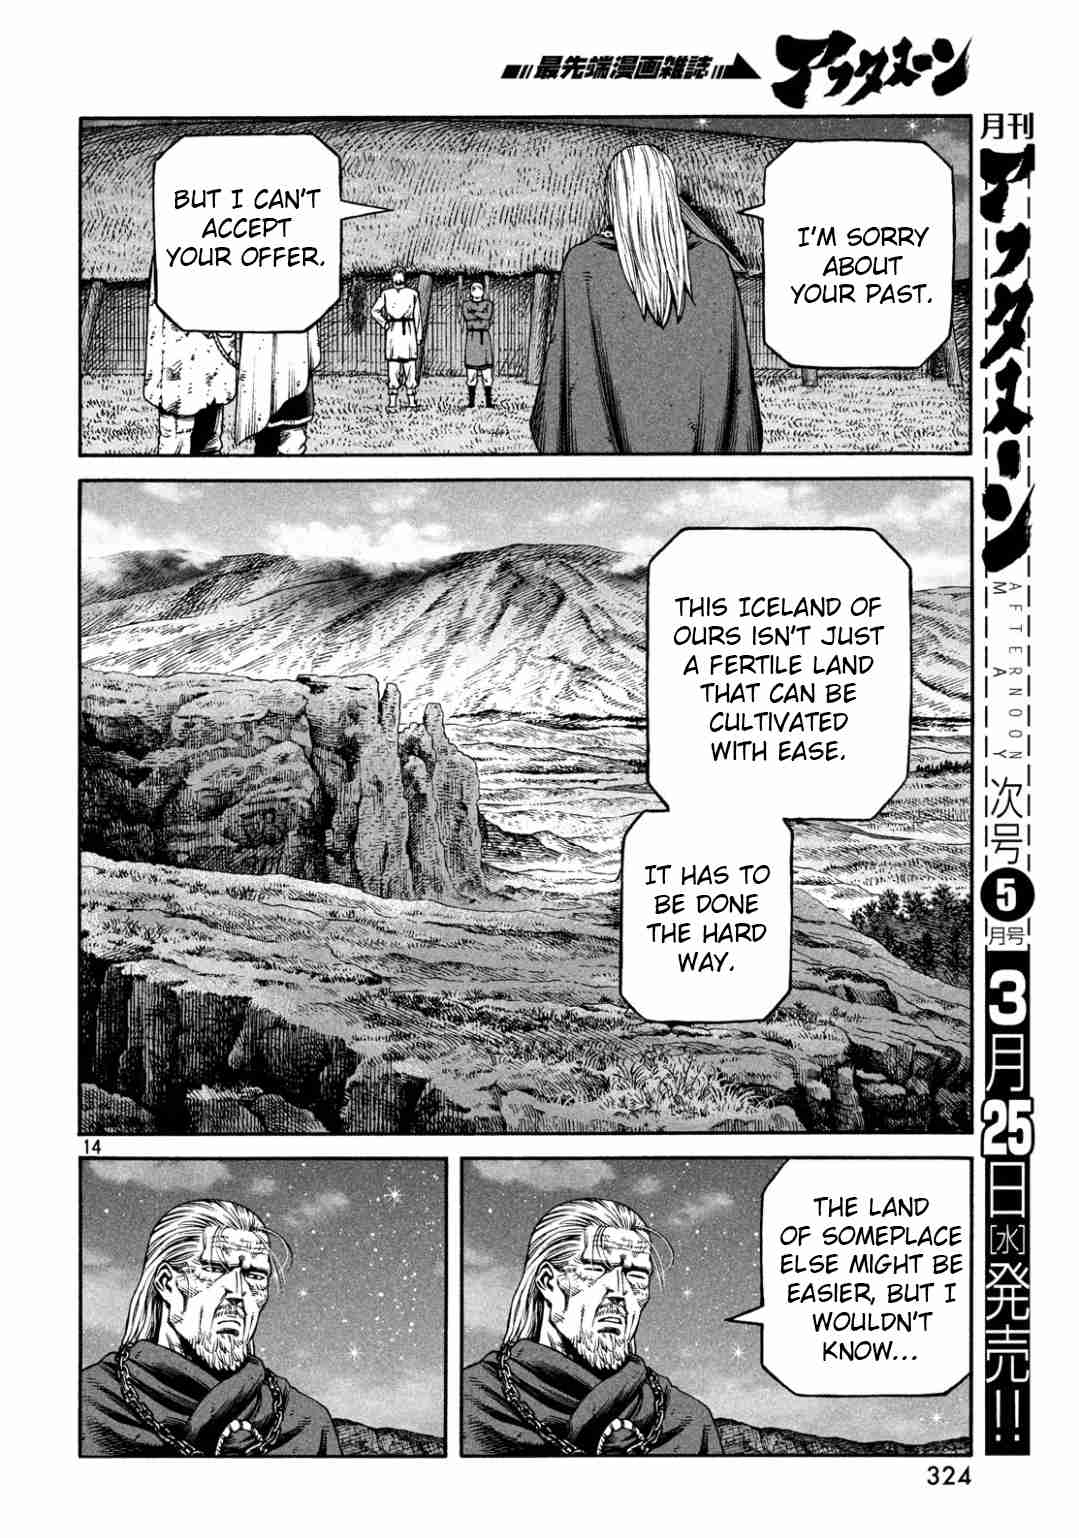 最先端漫画雑誌
アフタヌーン
I'M SORRY
ABOUT
YOUR PAST.
BUT I CAN'T
ACCEPT
YOUR OFFER.
THIS ICELAND OF
OURS ISN'T JUST
A FERTILE LAND
THAT CAN BE
CULTIVATED
WITH EASE.
IT HAS TO
BE DONE
THE HARD
WAY.
14
THE LAND
OF SOMEPLACE
ELSE MIGHT BE
EASIER, BUT I
WOULDN'T
KNOW...
月刊
アフタヌーン
AFTERNOON
MAY
次号5月号
3月25日[水]発売!!
324